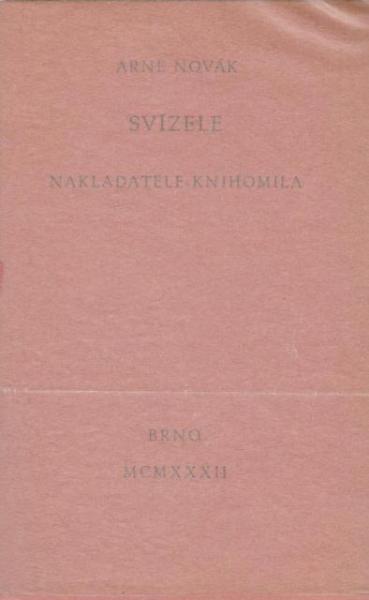 ARNE NOVÁK
SVÍZELE
NAKLADATELE-KNIHOMILA
BRNO
MCMXXXII